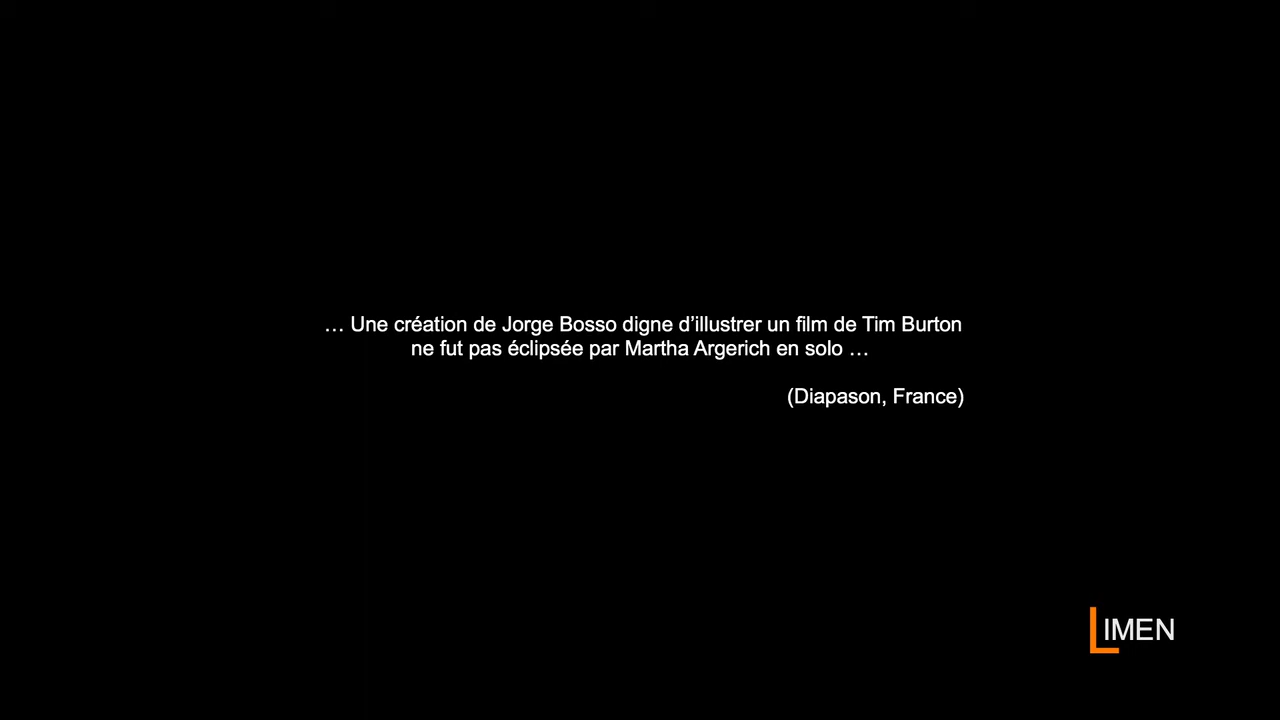 … Une création de Jorge Bosso digne d’illustrer un film de Tim Burton
ne fut pas éclipsée par Martha Argerich en solo …
(Diapason, France)
LIMEN